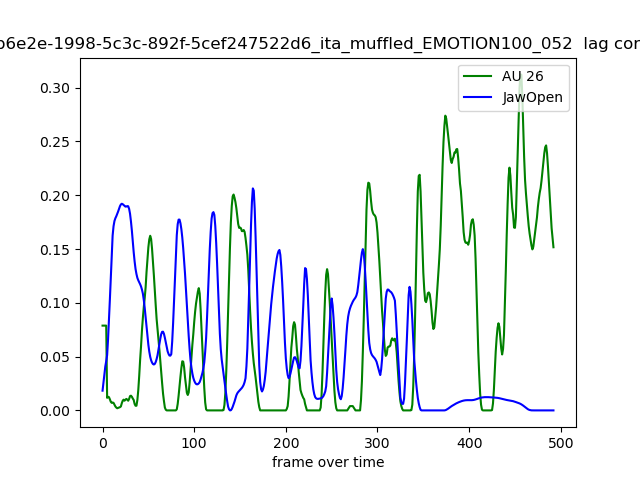 b6e2e-1998-5c3c-892f-5cef247522d6_ita_muffled_EMOTION100_052 lag cor
AU 26
JawOpen
0.30
0.25
0.20
0.15
0.10
0.05
0.00
0 100 200 300 400 500
frame over time